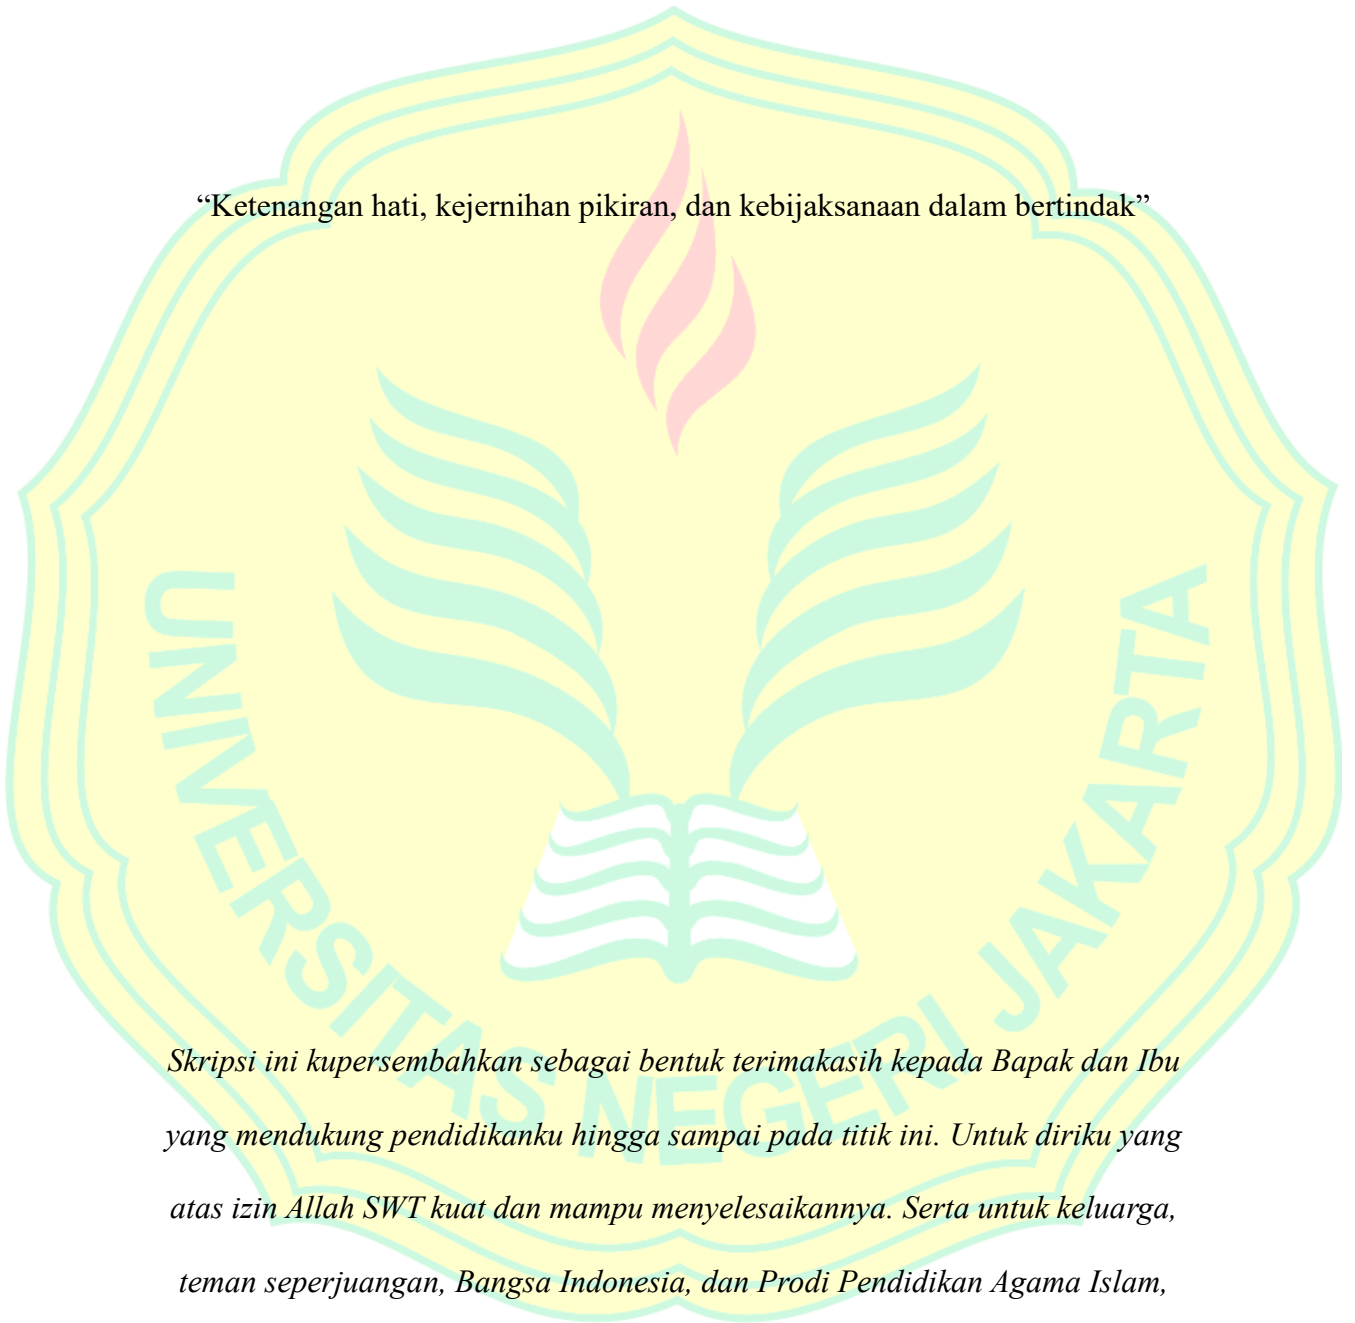 “Ketenangan hati, kejernihan pikiran, dan kebijaksanaan dalam bertindak”
UNIVERSITAS NEGERI JAKARTA
Skripsi ini kupersembahkan sebagai bentuk terimakasih kepada Bapak dan Ibu
yang mendukung pendidikanku hingga sampai pada titik ini. Untuk diriku yang
atas izin Allah SWT kuat dan mampu menyelesaikannya. Serta untuk keluarga,
teman seperjuangan, Bangsa Indonesia, dan Prodi Pendidikan Agama Islam,